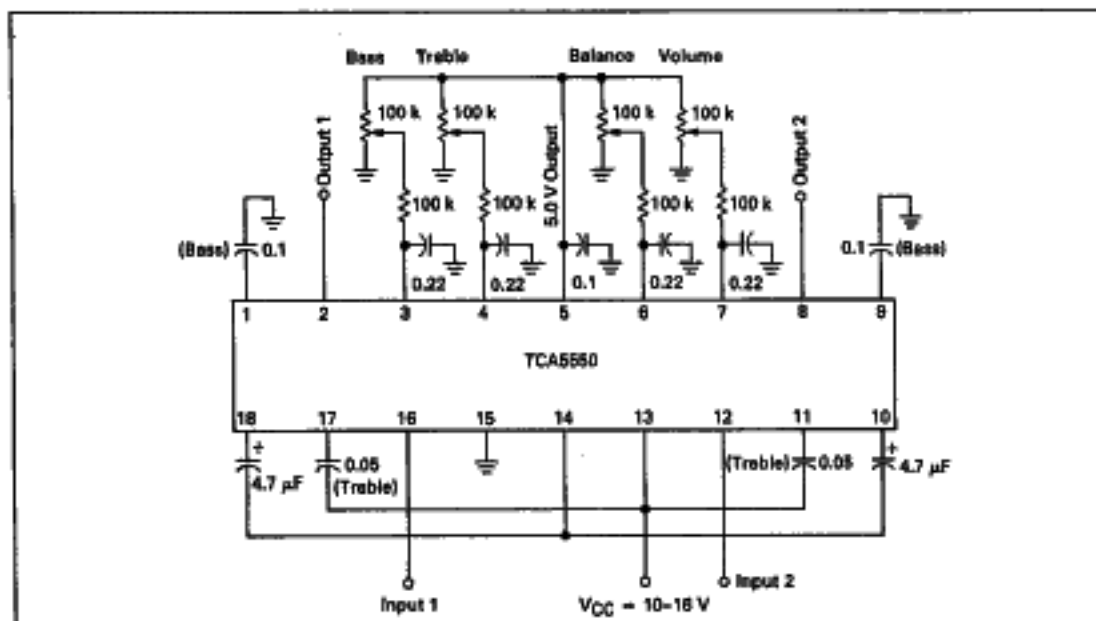 Bass Treble Balance Volume
100 k 100 k 100 k 100 k
Output 1
5.0 V Output
Output 2
100 k 100 k 100 k 100 k
(Bass) 0.1
0.1 (Bass)
0.22 0.22 0.1 0.22 0.22
1 2 3 4 5 6 7 8 9
TCA5550
18 17 16 15 14 13 12 11 10
+ +
4.7 µF
0.05
(Treble)
(Treble) 0.05
4.7 µF
Input 1
VCC = 10-16 V
Input 2